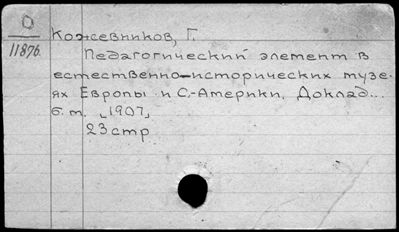 О
11876.
Кожевников, Г.
Педагогический элемент в
естественно-исторических музе-
ях Европы и С.-Америки. Доклад...
б.м. [1907]
23 стр